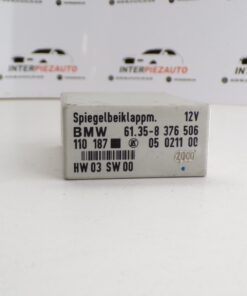 INTERPIEZAUTO
INTERPIEZAUTO
Spiegelbeiklappm. 12V
BMW 61.35-8 376 506
110 187 05 0211 00
2000
HW 03 SW 00